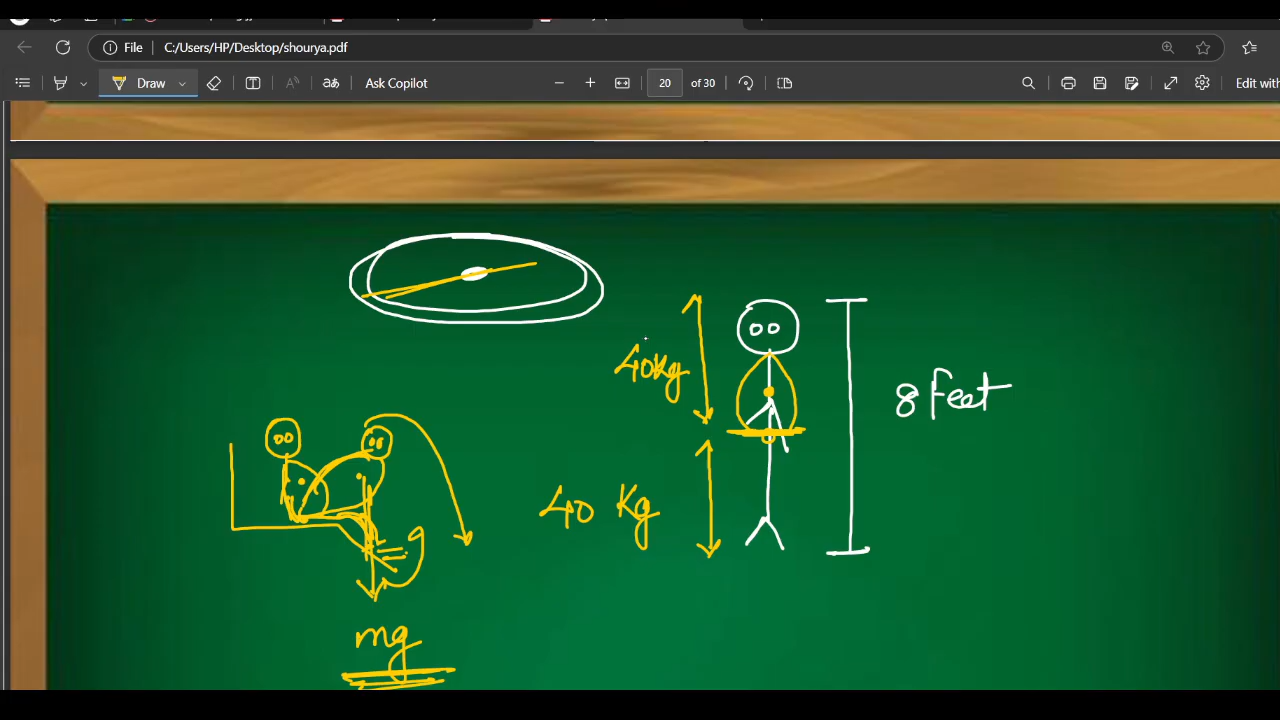 File C:/Users/HP/Desktop/shourya.pdf
Draw Ask Copilot 20 of 30 Edit with
40Kg
8 feet
40 Kg
mg